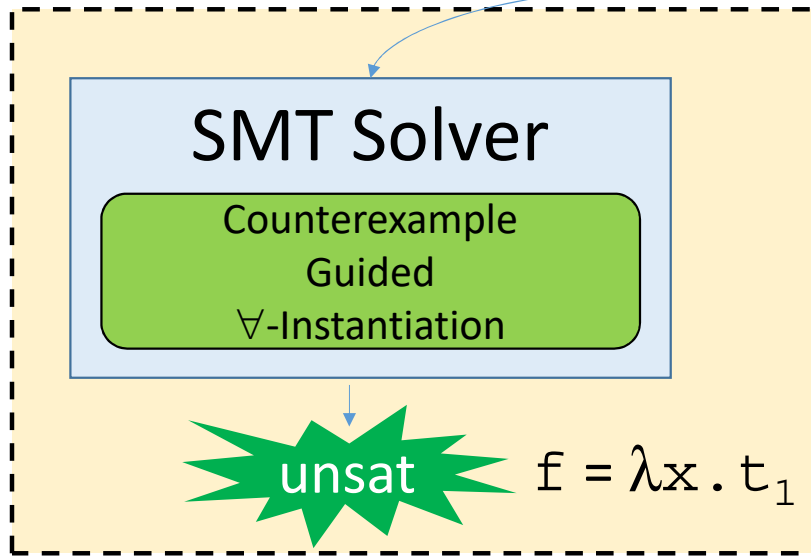 SMT Solver
Counterexample
Guided
∀-Instantiation
unsat
f = λx.t₁